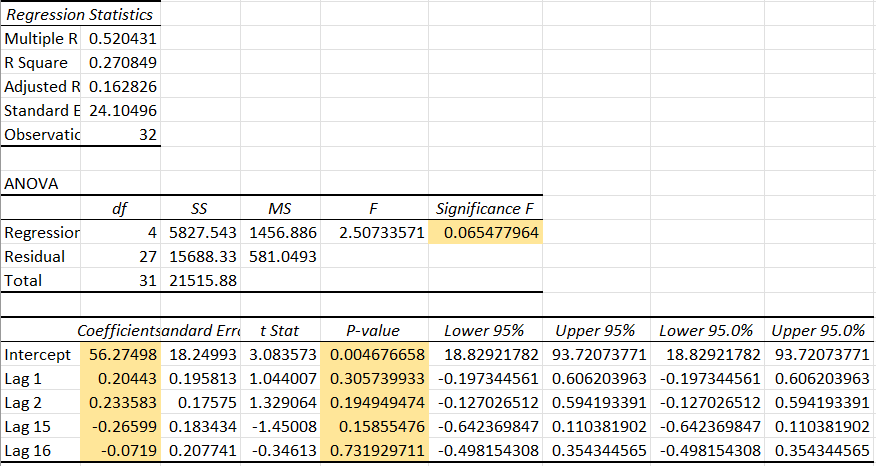 Regression Statistics
Multiple R 0.520431
R Square 0.270849
Adjusted R 0.162826
Standard E 24.10496
Observatic 32
ANOVA
df SS MS F Significance F
Regression 4 5827.543 1456.886 2.50733571 0.065477964
Residual 27 15688.33 581.0493
Total 31 21515.88
Coefficients andard Erro t Stat P-value Lower 95% Upper 95% Lower 95.0% Upper 95.0%
Intercept 56.27498 18.24993 3.083573 0.004676658 18.82921782 93.72073771 18.82921782 93.72073771
Lag 1 0.20443 0.195813 1.044007 0.305739933 -0.197344561 0.606203963 -0.197344561 0.606203963
Lag 2 0.233583 0.17575 1.329064 0.194949474 -0.127026512 0.594193391 -0.127026512 0.594193391
Lag 15 -0.26599 0.183434 -1.45008 0.15855476 -0.642369847 0.110381902 -0.642369847 0.110381902
Lag 16 -0.0719 0.207741 -0.34613 0.731929711 -0.498154308 0.354344565 -0.498154308 0.354344565